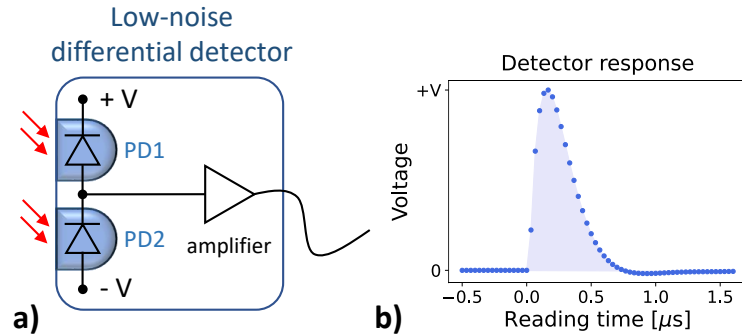 Low-noise
differential detector
+ V
PD1
PD2
amplifier
- V
a)
Detector response
+V
Voltage
0
−0.5 0.0 0.5 1.0 1.5
Reading time [μs]
b)